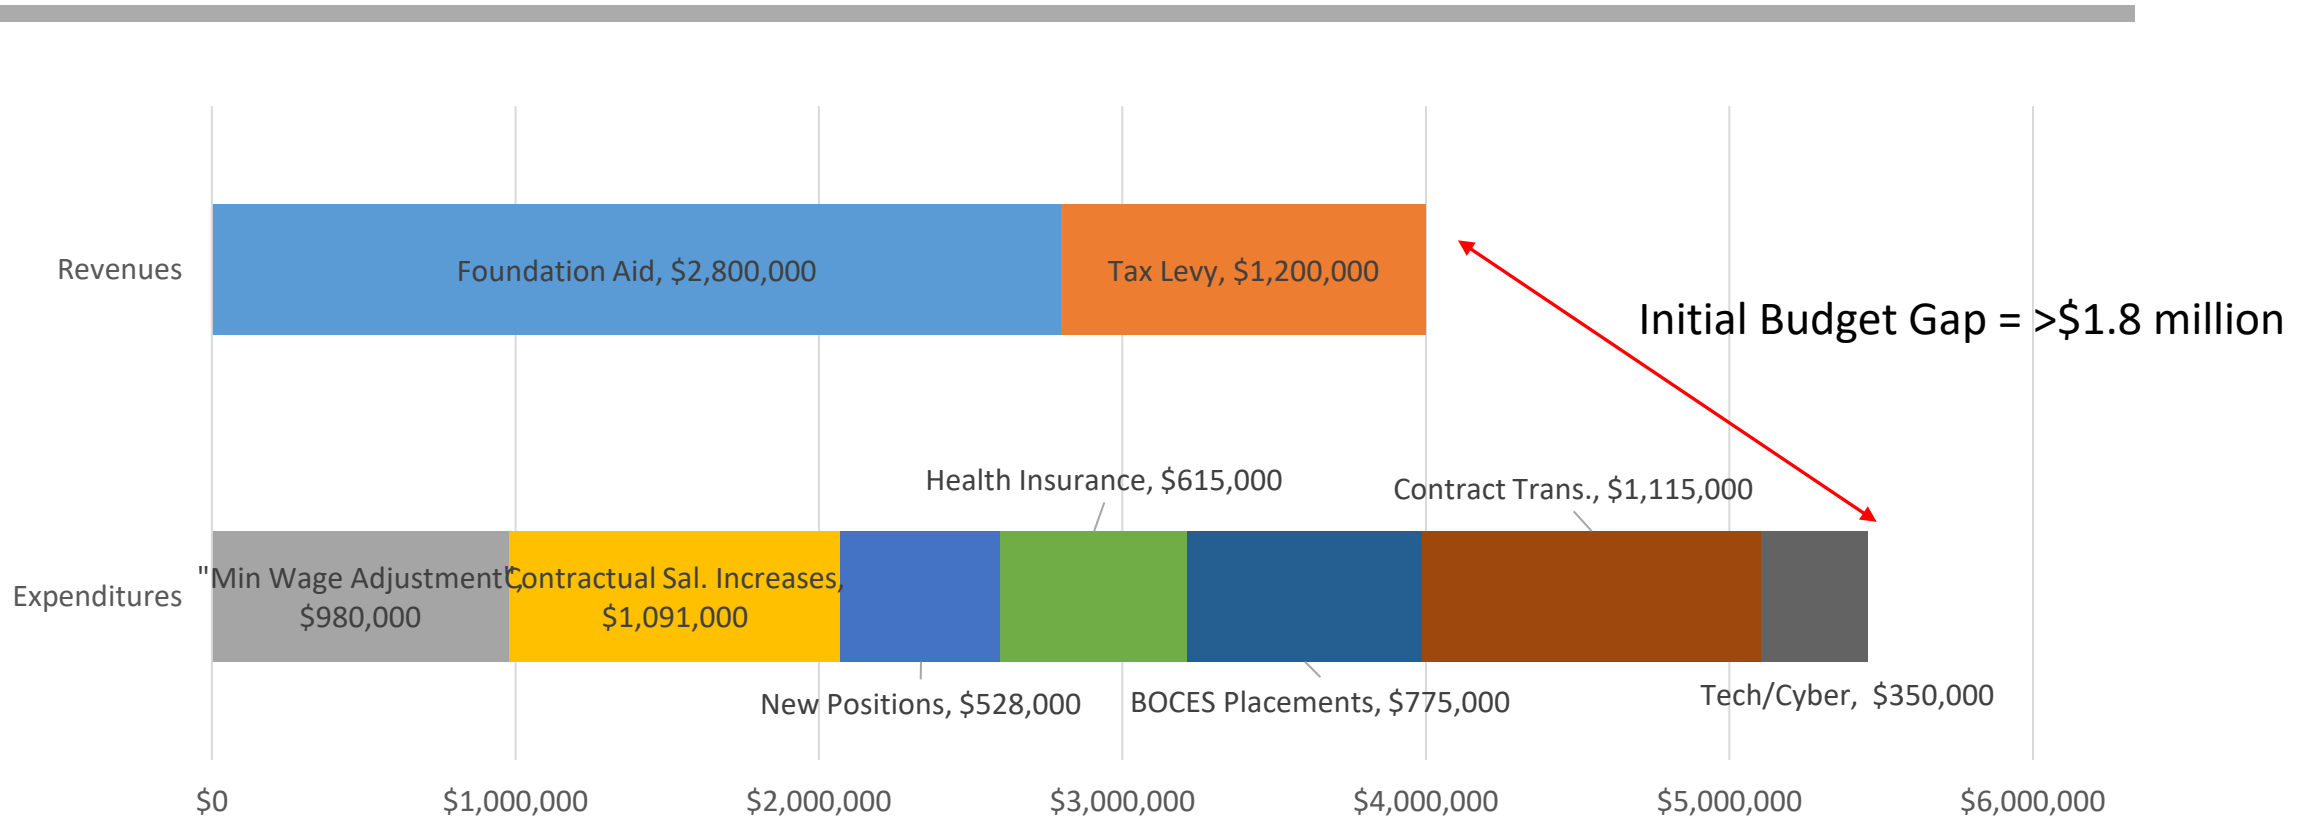 Revenues
Foundation Aid, $2,800,000
Tax Levy, $1,200,000
Initial Budget Gap = >$1.8 million
Health Insurance, $615,000
Contract Trans., $1,115,000
Expenditures
"Min Wage Adjustment",
$980,000
Contractual Sal. Increases,
$1,091,000
New Positions, $528,000
BOCES Placements, $775,000
Tech/Cyber,  $350,000
$0
$1,000,000
$2,000,000
$3,000,000
$4,000,000
$5,000,000
$6,000,000